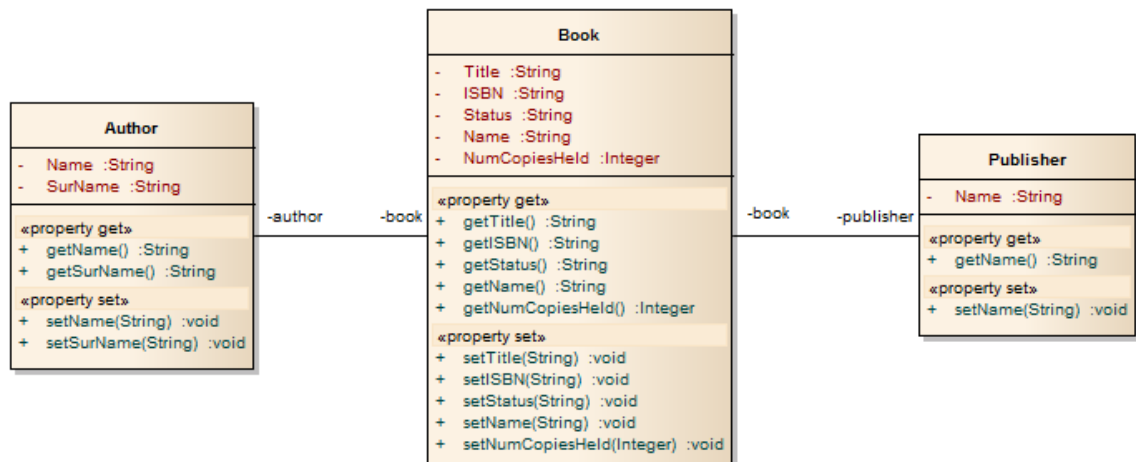 Author
- Name :String
- SurName :String
«property get»
+ getName() :String
+ getSurName() :String
«property set»
+ setName(String) :void
+ setSurName(String) :void
-author
-book
Book
- Title :String
- ISBN :String
- Status :String
- Name :String
- NumCopiesHeld :Integer
«property get»
+ getTitle() :String
+ getISBN() :String
+ getStatus() :String
+ getName() :String
+ getNumCopiesHeld() :Integer
«property set»
+ setTitle(String) :void
+ setISBN(String) :void
+ setStatus(String) :void
+ setName(String) :void
+ setNumCopiesHeld(Integer) :void
-book
-publisher
Publisher
- Name :String
«property get»
+ getName() :String
«property set»
+ setName(String) :void